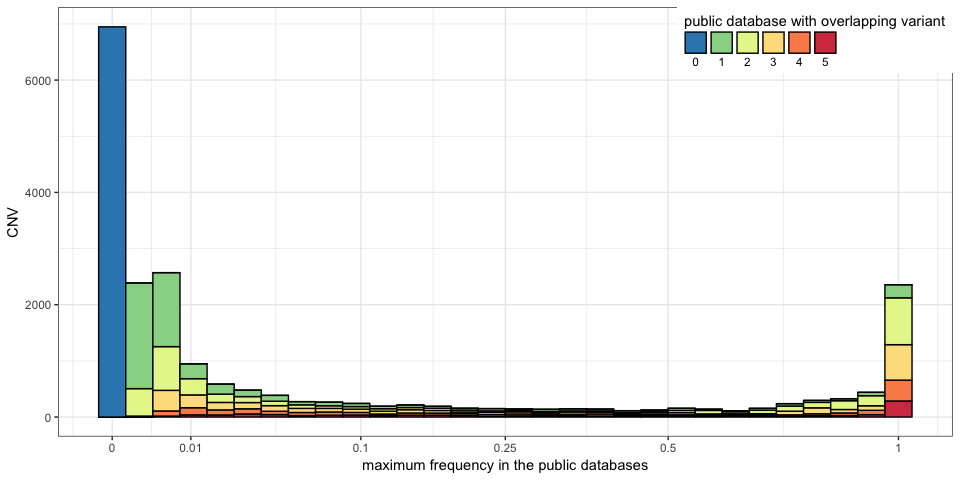 public database with overlapping variant
0 1 2 3 4 5
CNV
6000
4000
2000
0
0 0.01 0.1 0.25 0.5 1
maximum frequency in the public databases